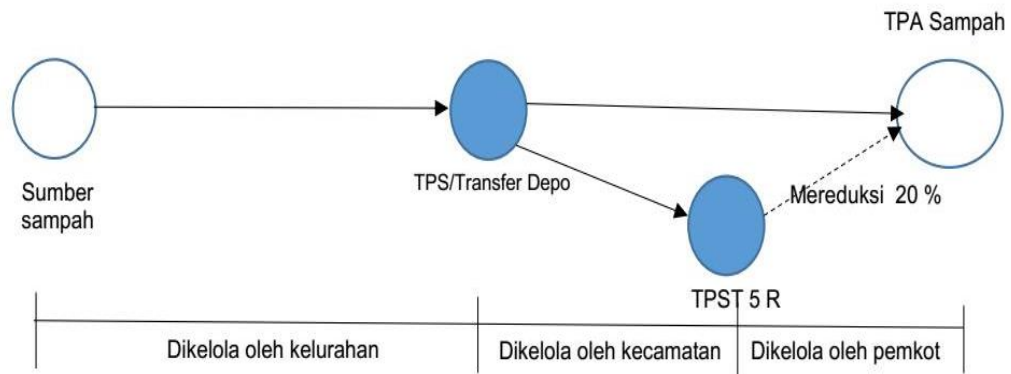 TPA Sampah
Sumber
sampah
TPS/Transfer Depo
Mereduksi 20 %
TPST 5 R
Dikelola oleh kelurahan
Dikelola oleh kecamatan
Dikelola oleh pemkot